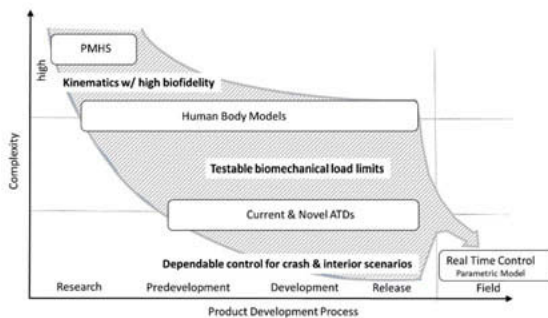 PMHS
high
Kinematics w/ high biofidelity
Human Body Models
Complexity
Testable biomechanical load limits
Current & Novel ATDs
Dependable control for crash & interior scenarios
Real Time Control
Parametric Model
Research
Predevelopment
Development
Release
Field
Product Development Process